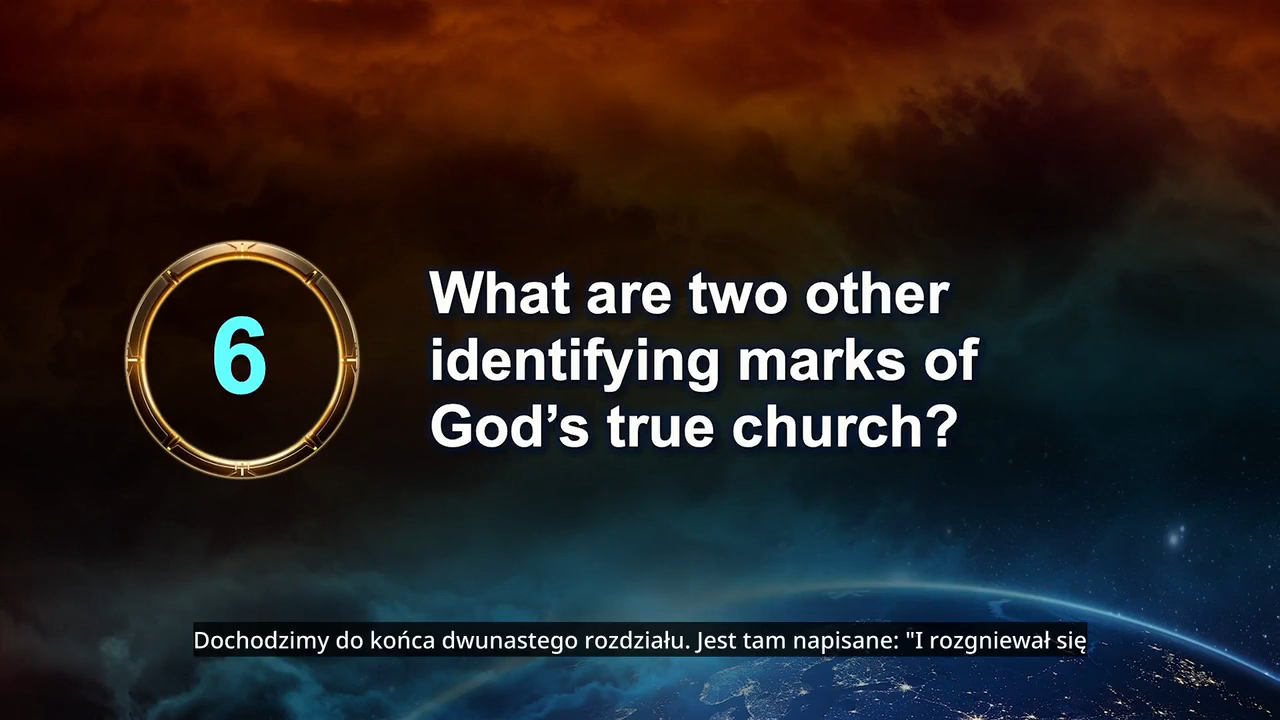 6
What are two other
identifying marks of
God’s true church?
Dochodzimy do końca dwunastego rozdziału. Jest tam napisane: "I rozgniewał się